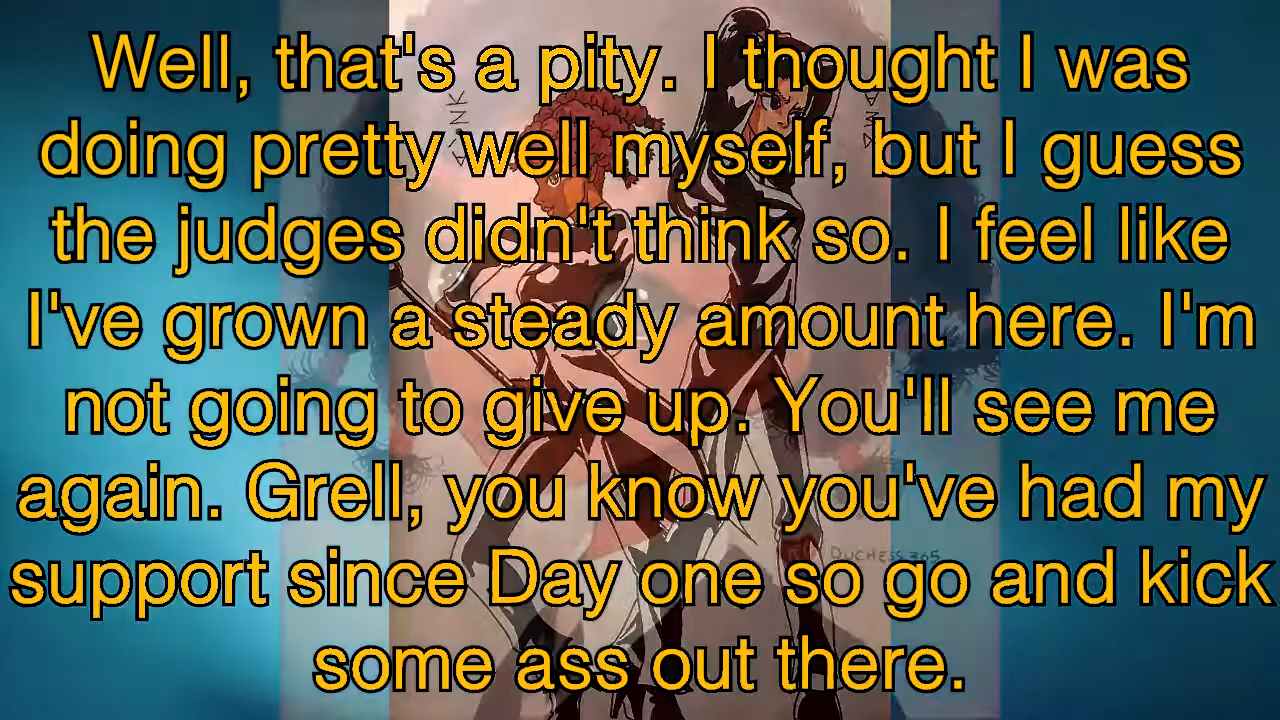 Well, that's a pity. I thought I was
doing pretty well myself, but I guess
the judges didn't think so. I feel like
I've grown a steady amount here. I'm
not going to give up. You'll see me
again. Grell, you know you've had my
support since Day one so go and kick
some ass out there.
DUCHESS 365